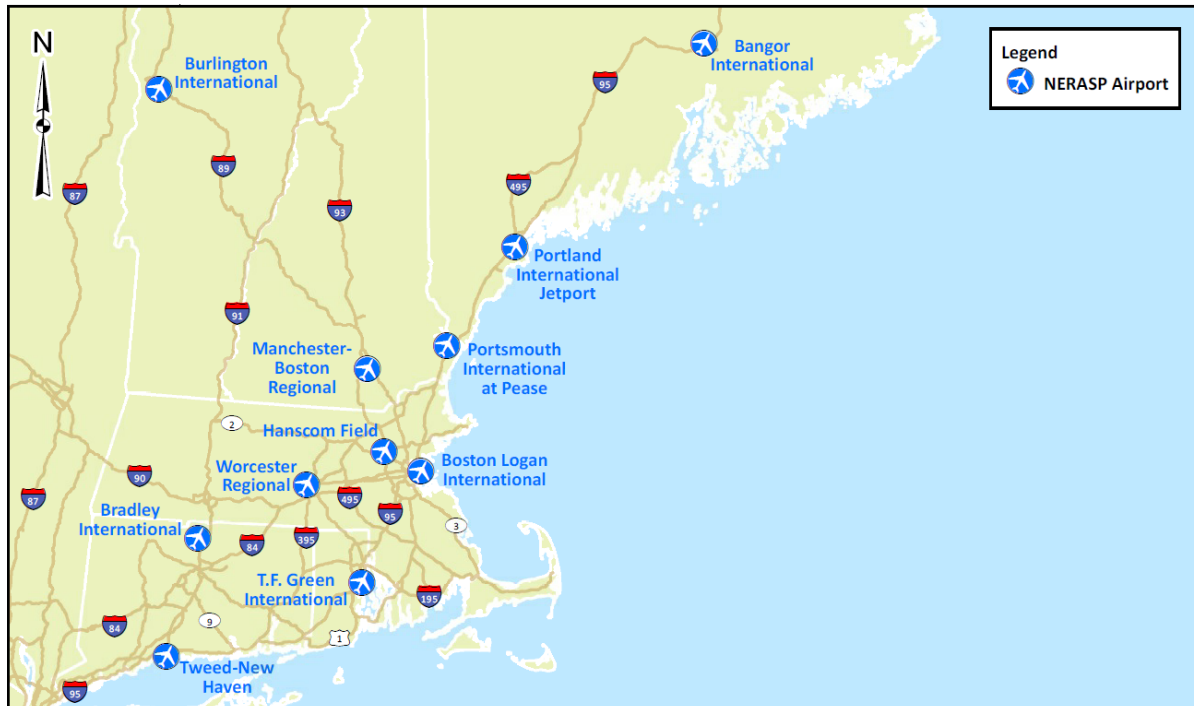 N
Burlington
International
Bangor
International
Legend
NERASP Airport
95
89
87
495
93
Portland
International
Jetport
91
Manchester-
Boston
Regional
Portsmouth
International
at Pease
2
Hanscom Field
Boston Logan
International
Worcester
Regional
90
87
495
95
3
Bradley
International
84
395
T.F. Green
International
195
84
9
1
Tweed-New
Haven
95